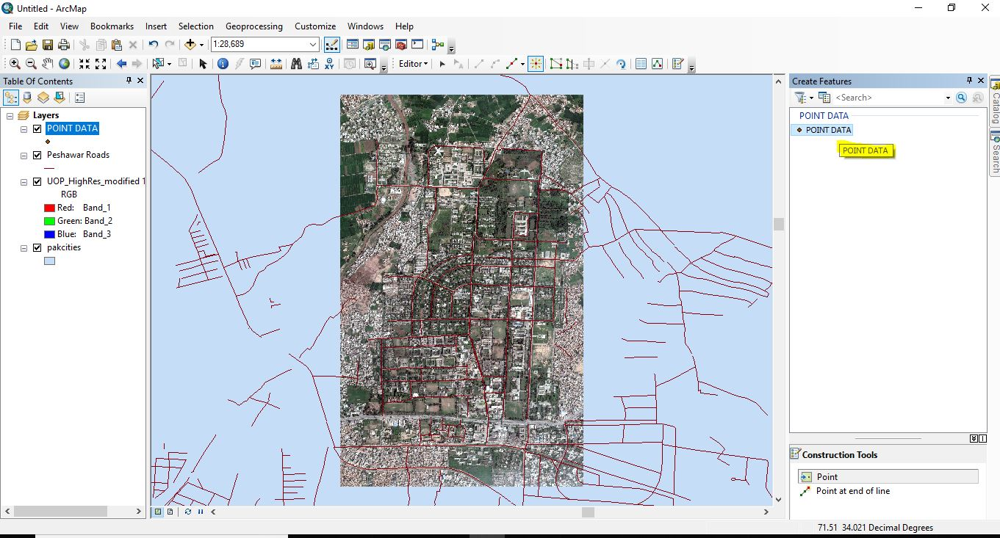 Untitled - ArcMap
File Edit View Bookmarks Insert Selection Geoprocessing Customize Windows Help
1:28,689
Editor
Table Of Contents
Layers
POINT DATA
Peshawar Roads
UOP_HighRes_modified 1
RGB
Red: Band_1
Green: Band_2
Blue: Band_3
pakcities
Create Features
<Search>
POINT DATA
POINT DATA
POINT DATA
Construction Tools
Point
Point at end of line
Catalog
Search
71.51 34.021 Decimal Degrees